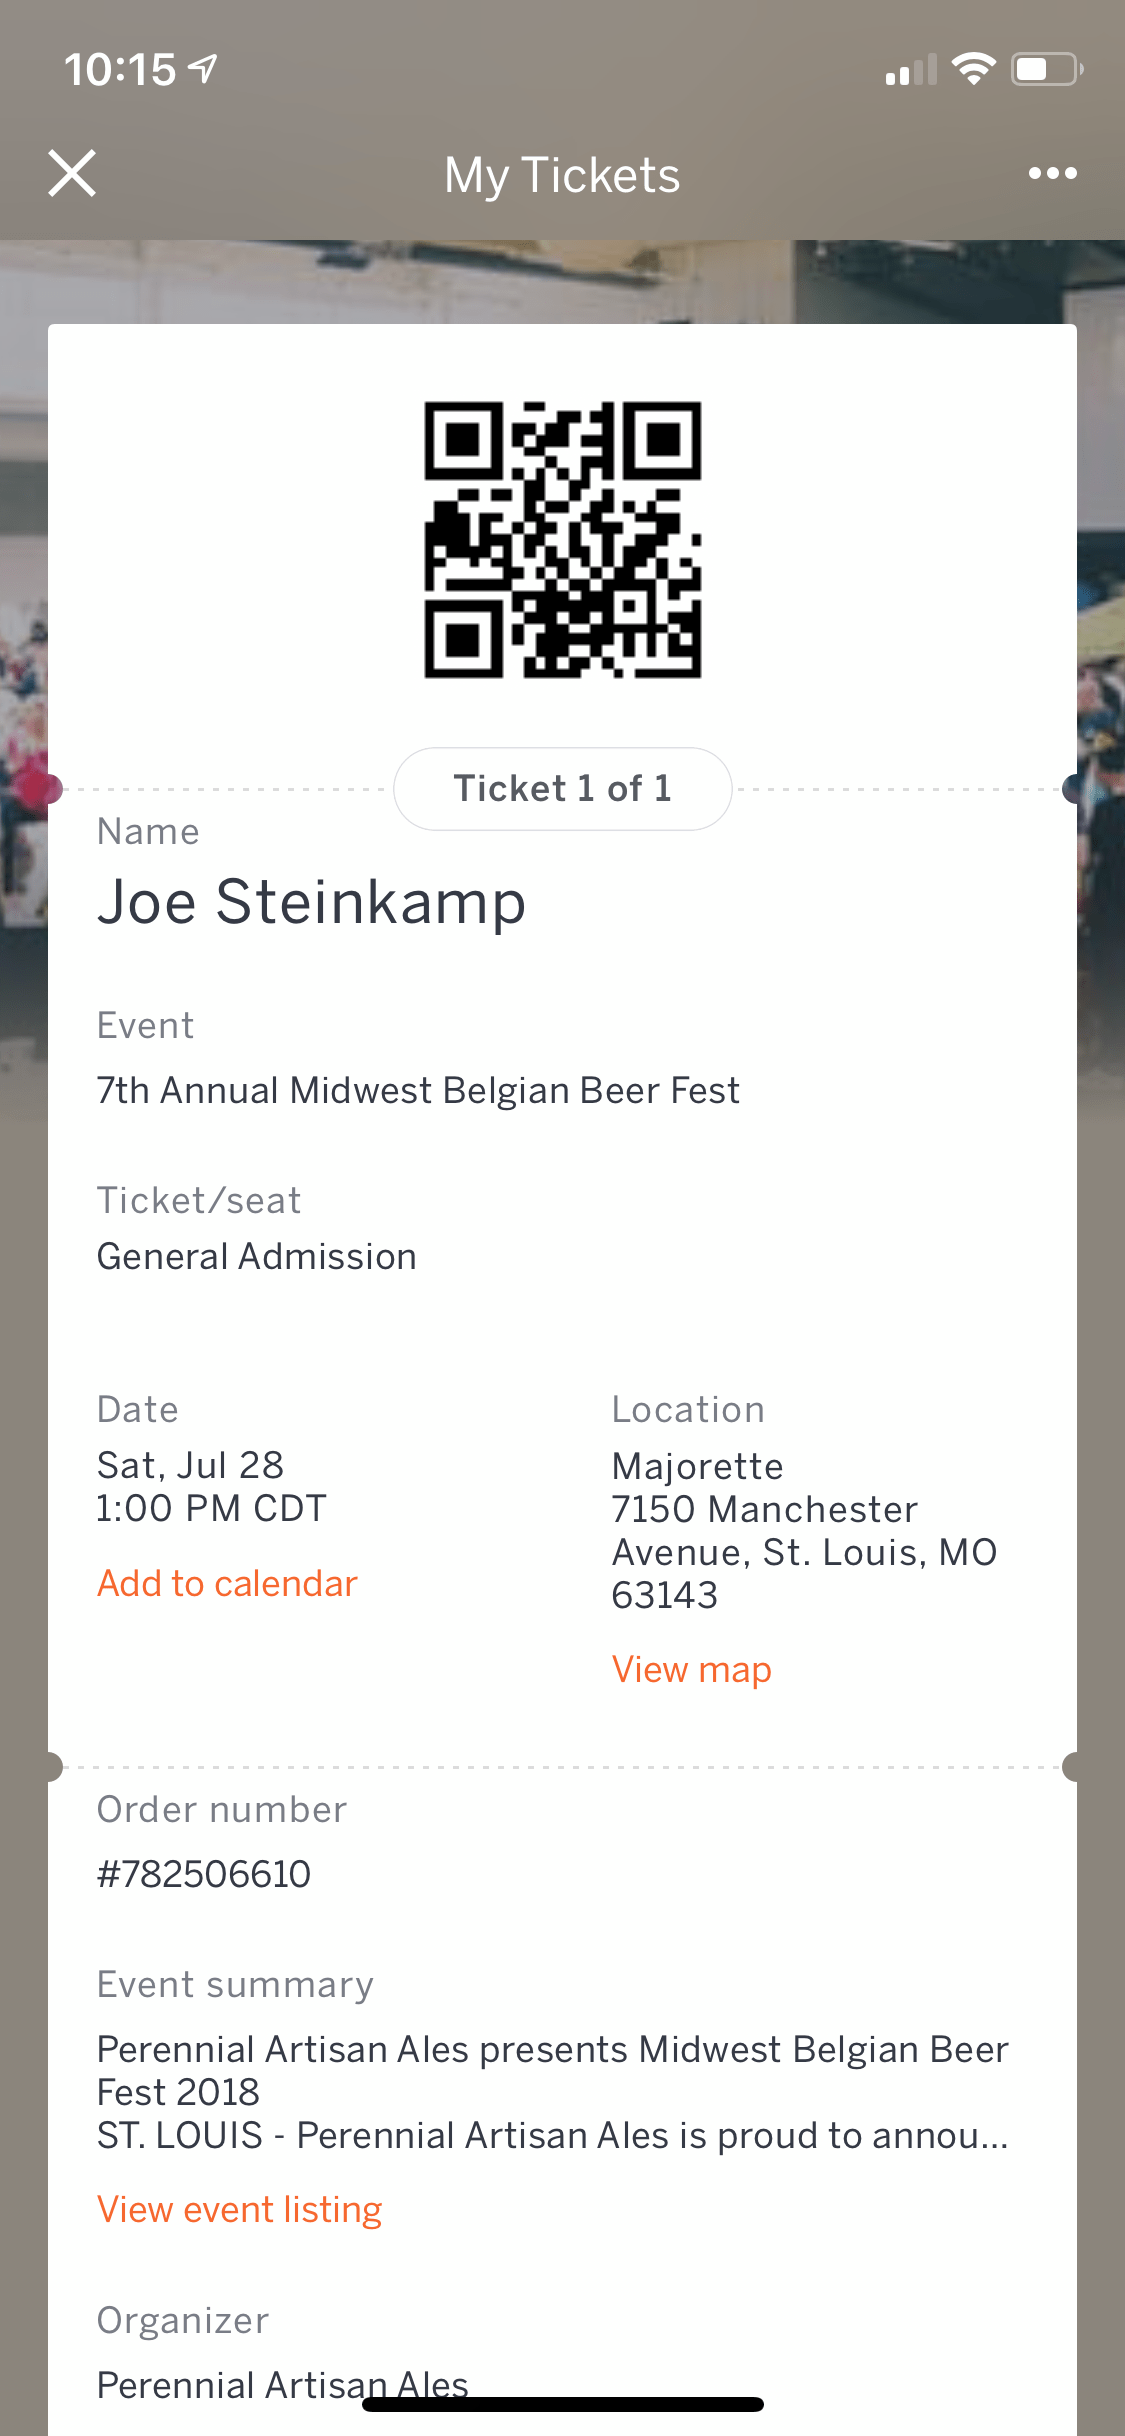 10:15
My Tickets
Ticket 1 of 1
Name
Joe Steinkamp
Event
7th Annual Midwest Belgian Beer Fest
Ticket/seat
General Admission
Date
Sat, Jul 28
1:00 PM CDT
Add to calendar
Location
Majorette
7150 Manchester
Avenue, St. Louis, MO
63143
View map
Order number
#782506610
Event summary
Perennial Artisan Ales presents Midwest Belgian Beer
Fest 2018
ST. LOUIS - Perennial Artisan Ales is proud to annou...
View event listing
Organizer
Perennial Artisan Ales